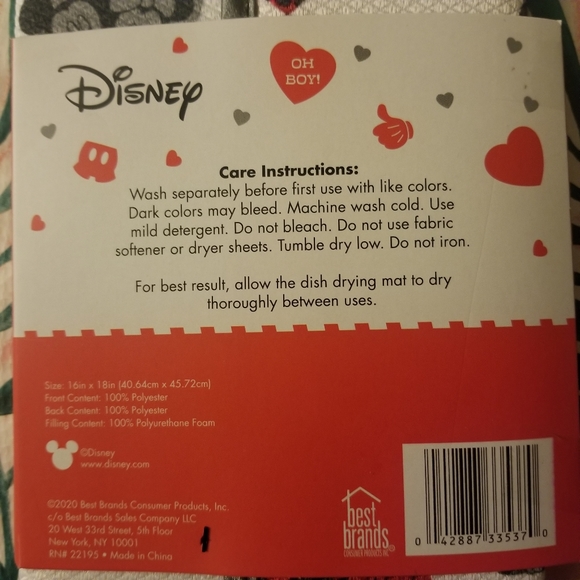 Disney
OH
BOY!
Care Instructions:
Wash separately before first use with like colors.
Dark colors may bleed. Machine wash cold. Use
mild detergent. Do not bleach. Do not use fabric
softener or dryer sheets. Tumble dry low. Do not iron.
For best result, allow the dish drying mat to dry
thoroughly between uses.
Size: 16in x 18in (40.64cm x 45.72cm)
Front Content: 100% Polyester
Back Content: 100% Polyester
Filling Content: 100% Polyurethane Foam
©Disney
www.disney.com
©2020 Best Brands Consumer Products, Inc.
c/o Best Brands Sales Company LLC
20 West 33rd Street, 5th Floor
New York, NY 10001
RN# 22195 • Made in China
best
brands
CONSUMER PRODUCTS INC
0 42887 33537 0